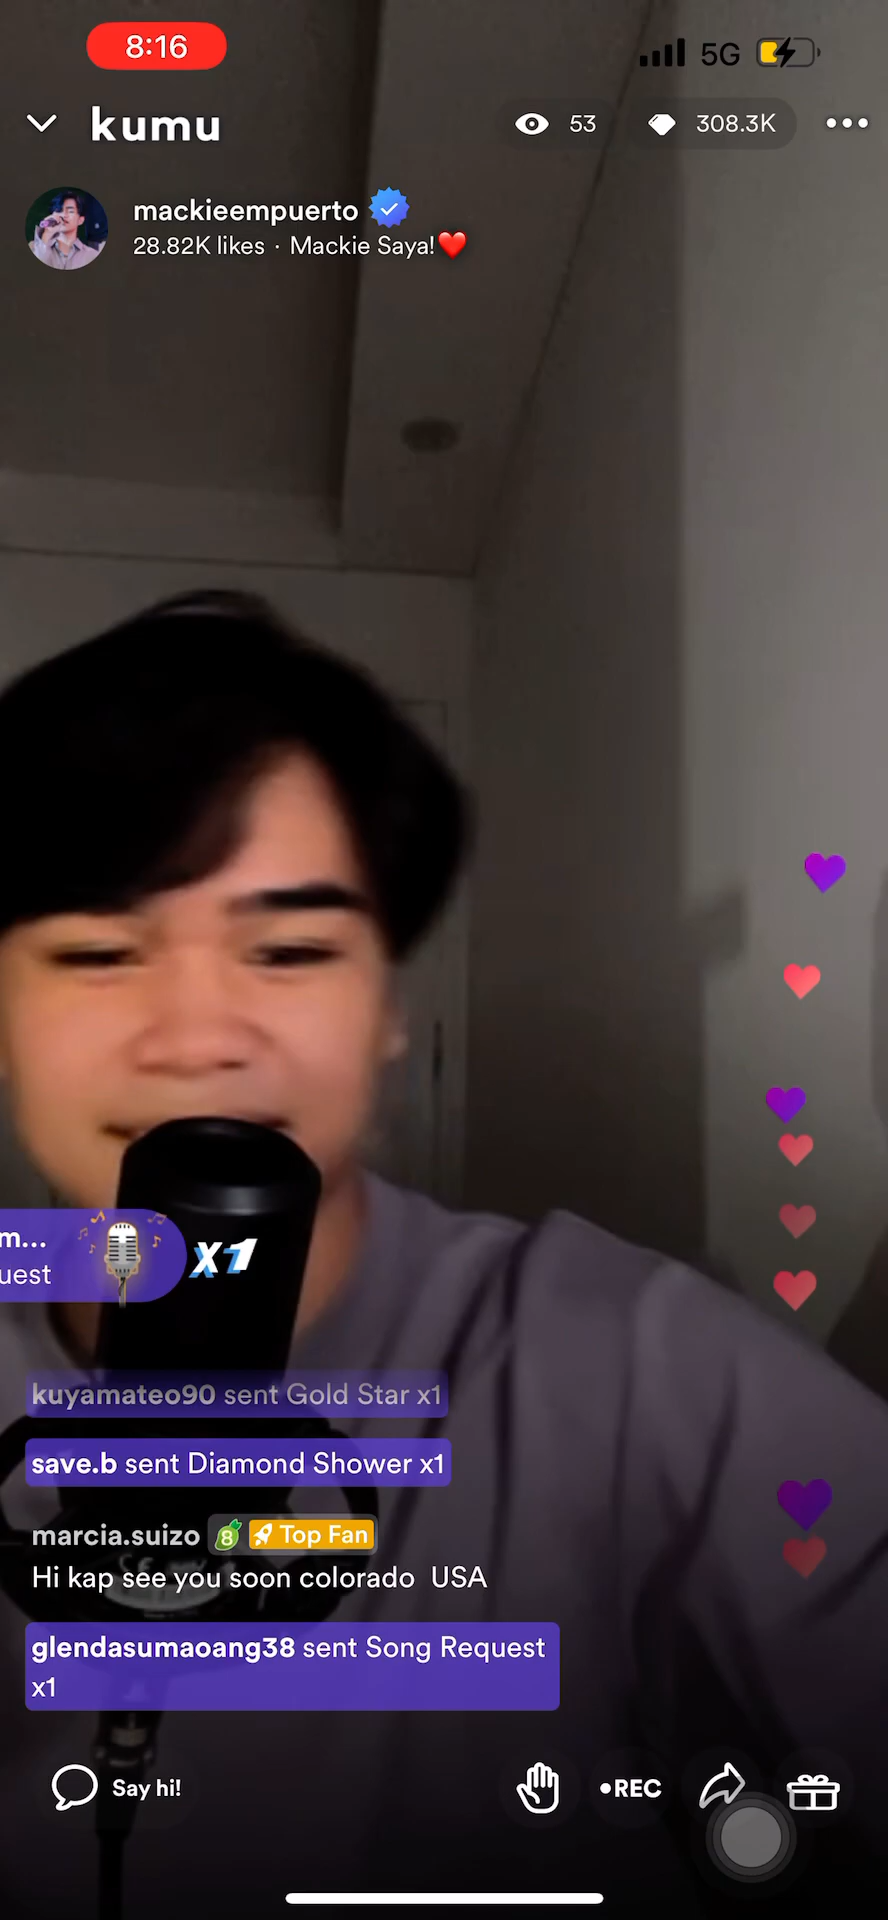 8:16
5G
kumu
53
308.3K
mackieempuerto
28.82K likes · Mackie Saya!❤️
m...
uest
x1
kuyamateo90 sent Gold Star x1
save.b sent Diamond Shower x1
marcia.suizo 8 Top Fan
Hi kap see you soon colorado USA
glendasumaoang38 sent Song Request
x1
Say hi!
•REC